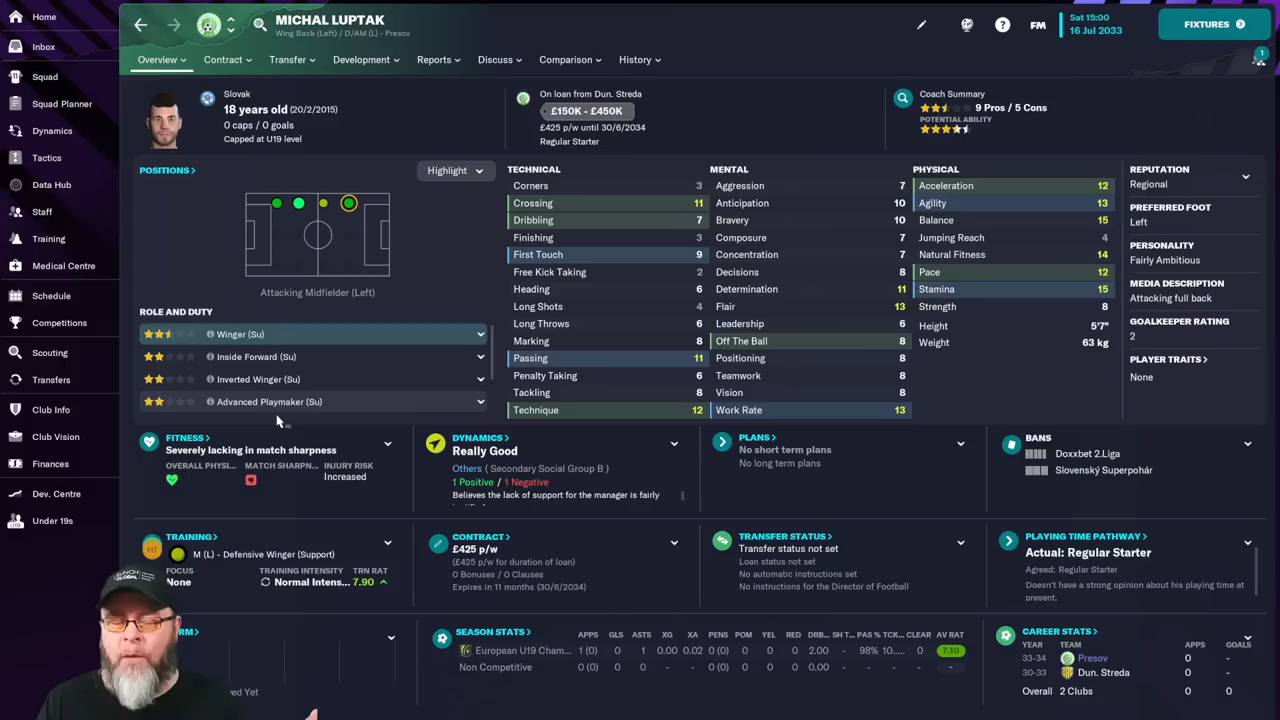 Home
Inbox
Squad
Squad Planner
Dynamics
Tactics
Data Hub
Staff
Training
Medical Centre
Schedule
Competitions
Scouting
Transfers
Club Info
Club Vision
Finances
Dev. Centre
Under 19s
MICHAL LUPTAK
Wing Back (Left) / D/AM (L) - Presov
FM
Sat 15:00
16 Jul 2033
FIXTURES
Overview
Contract
Transfer
Development
Reports
Discuss
Comparison
History
1
Slovak
18 years old (20/2/2015)
0 caps / 0 goals
Capped at U19 level
On loan from Dun. Streda
£150K - £450K
£425 p/w until 30/6/2034
Regular Starter
Coach Summary
9 Pros / 5 Cons
POTENTIAL ABILITY
POSITIONS
Highlight
Attacking Midfielder (Left)
ROLE AND DUTY
Winger (Su)
Inside Forward (Su)
Inverted Winger (Su)
Advanced Playmaker (Su)
TECHNICAL
Corners 3
Crossing 11
Dribbling 7
Finishing 3
First Touch 9
Free Kick Taking 2
Heading 6
Long Shots 4
Long Throws 6
Marking 8
Passing 11
Penalty Taking 6
Tackling 8
Technique 12
MENTAL
Aggression 7
Anticipation 10
Bravery 10
Composure 7
Concentration 7
Decisions 8
Determination 11
Flair 13
Leadership 6
Off The Ball 8
Positioning 8
Teamwork 8
Vision 8
Work Rate 13
PHYSICAL
Acceleration 12
Agility 13
Balance 15
Jumping Reach 4
Natural Fitness 14
Pace 12
Stamina 15
Strength 8
Height 5'7"
Weight 63 kg
REPUTATION
Regional
PREFERRED FOOT
Left
PERSONALITY
Fairly Ambitious
MEDIA DESCRIPTION
Attacking full back
GOALKEEPER RATING
2
PLAYER TRAITS
None
FITNESS
Severely lacking in match sharpness
OVERALL PHYSI... MATCH SHARPN... INJURY RISK
Increased
DYNAMICS
Really Good
Others ( Secondary Social Group B )
1 Positive / 1 Negative
Believes the lack of support for the manager is fairly
PLANS
No short term plans
No long term plans
BANS
Doxxbet 2.Liga
Slovenský Superpohár
TRAINING
FIT
M (L) - Defensive Winger (Support)
FOCUS TRAINING INTENSITY TRN RAT
None Normal Intens... 7.90
CONTRACT
£425 p/w
(£425 p/w for duration of loan)
0 Bonuses / 0 Clauses
Expires in 11 months (30/6/2034)
TRANSFER STATUS
Transfer status not set
Loan status not set
No automatic instructions set
No instructions for the Director of Football
PLAYING TIME PATHWAY
Actual: Regular Starter
Agreed: Regular Starter
Doesn't have a strong opinion about his playing time at
present.
SEASON STATS
APPS GLS ASTS XG XA PENS POM YEL RED DRB... SH T... PAS % TCK... CLEAR AV RAT
European U19 Cham... 1 (0) 0 1 0.00 0.02 0 (0) 0 0 0 2.00 - 98% 10..... 0 7.10
Non Competitive 0 (0) 0 0 0.00 0.00 0 (0) 0 0 0 0.00 - - - - -
CAREER STATS
YEAR TEAM APPS GOALS
33-34 Presov 0 -
30-33 Dun. Streda 0 -
Overall 2 Clubs 0 0